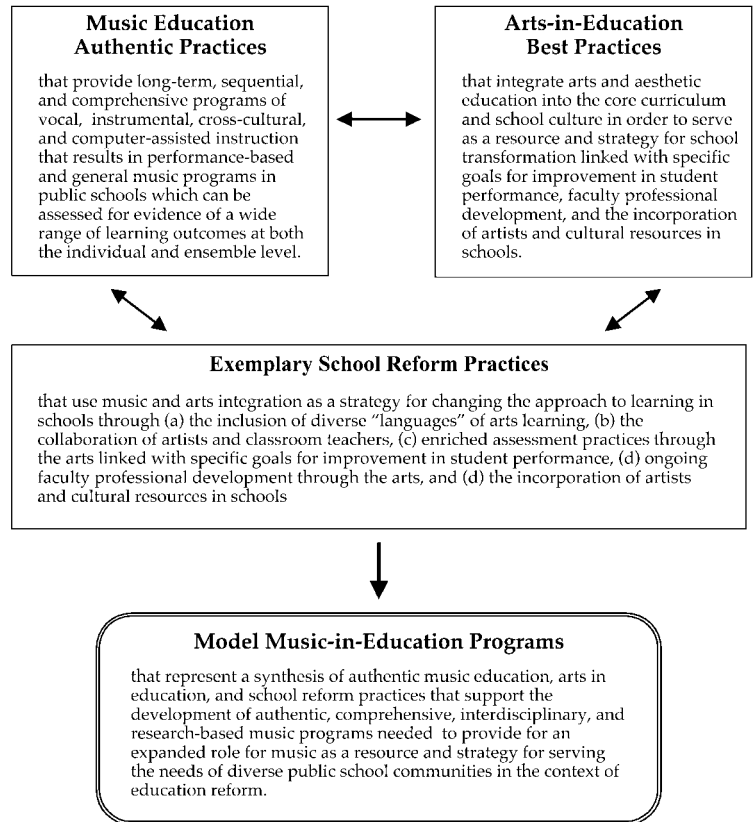 Music Education
Authentic Practices
that provide long-term, sequential,
and comprehensive programs of
vocal, instrumental, cross-cultural,
and computer-assisted instruction
that results in performance-based
and general music programs in
public schools which can be
assessed for evidence of a wide
range of learning outcomes at both
the individual and ensemble level.
Arts-in-Education
Best Practices
that integrate arts and aesthetic
education into the core curriculum
and school culture in order to serve
as a resource and strategy for school
transformation linked with specific
goals for improvement in student
performance, faculty professional
development, and the incorporation
of artists and cultural resources in
schools.
Exemplary School Reform Practices
that use music and arts integration as a strategy for changing the approach to learning in
schools through (a) the inclusion of diverse “languages” of arts learning, (b) the
collaboration of artists and classroom teachers, (c) enriched assessment practices through
the arts linked with specific goals for improvement in student performance, (d) ongoing
faculty professional development through the arts, and (d) the incorporation of artists
and cultural resources in schools
Model Music-in-Education Programs
that represent a synthesis of authentic music education, arts in
education, and school reform practices that support the
development of authentic, comprehensive, interdisciplinary, and
research-based music programs needed to provide for an
expanded role for music as a resource and strategy for serving
the needs of diverse public school communities in the context of
education reform.